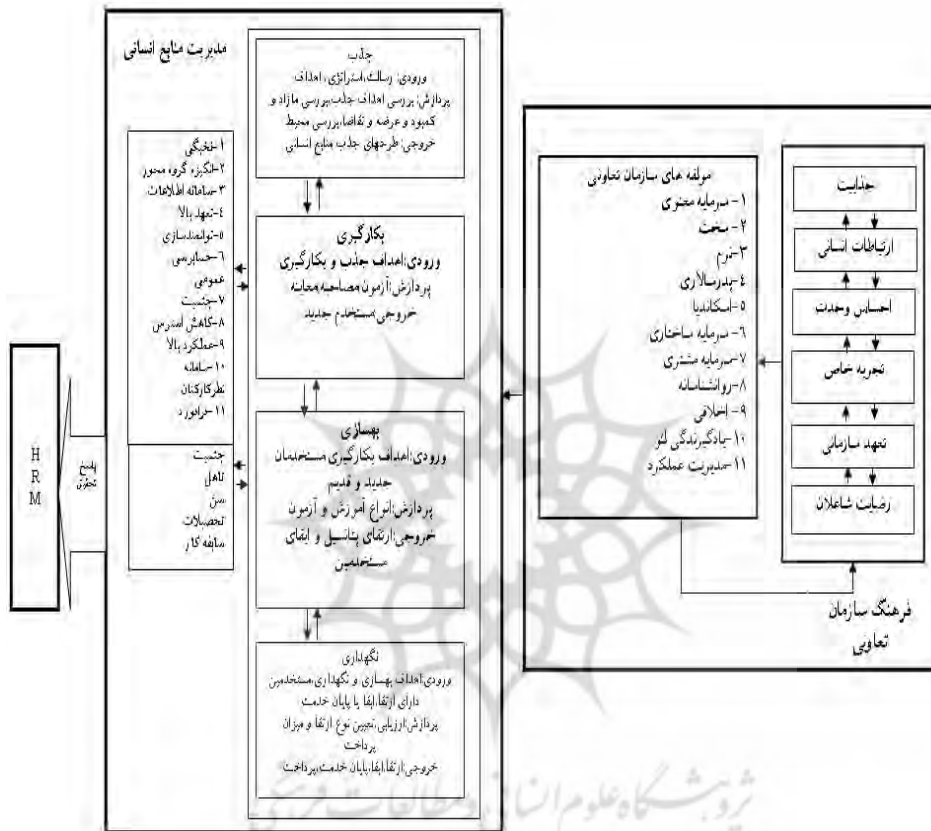 جذابیت
ارتباطات انسانی
احساس وحدت
تجربه خاص
تعهد سازمانی
رضایت شاغلان
فرهنگ سازمان
تعاونی
مولفه های سازمان تعاونی
۱- سرمایه معنوی
۲- سخت
۳- نرم
۴- پدرسالاری
۵- اسکاندیا
۶- سرمایه ساختاری
۷- سرمایه مشتری
۸- روانشناسانه
۹- اخلاقی
۱۰- یادگیرندگی لئو
۱۱- مدیریت عملکرد
جذب
ورودی: رسالت،استراتژی، اهداف
پردازش: بررسی اهداف جذب،بررسی مازاد و
کمبود و عرضه و تقاضا،بررسی محیط
خروجی: طرحهای جذب منابع انسانی
بکارگیری
ورودی:اهداف جذب و بکارگیری
پردازش:آزمون،مصاحبه،معاینه
خروجی:مستخدم جدید
بهسازی
ورودی:اهداف بکارگیری مستخدمان
جدید و قدیم
پردازش:انواع آموزش و آزمون
خروجی:ارتقای پتانسیل و ابقای
مستخدمین
نگهداری
ورودی:اهداف بهسازی و نگهداری،مستخدمین
دارای ارتقا،ابقا یا پایان خدمت
پردازش:ارزیابی،تعیین نوع ارتقا و میزان
پرداخت
خروجی:ارتقا،ابقا،پایان خدمت،پرداخت
مدیریت منابع انسانی
۱-نخبگی
۲-انگیزه گروه محور
۳-سامانه اطلاعات
۴-تعهد بالا
۵-توانمندسازی
۶-حسابرسی
عمومی
۷-جنسیت
۸-کاهش استرس
۹-عملکرد بالا
۱۰-سامانه
نظرکارکنان
۱۱-فراخورد
جنسیت
تاهل
سن
تحصیلات
سابقه کار
H
R
M
پژوهشگاه علوم انسانی و مطالعات فرهنگی